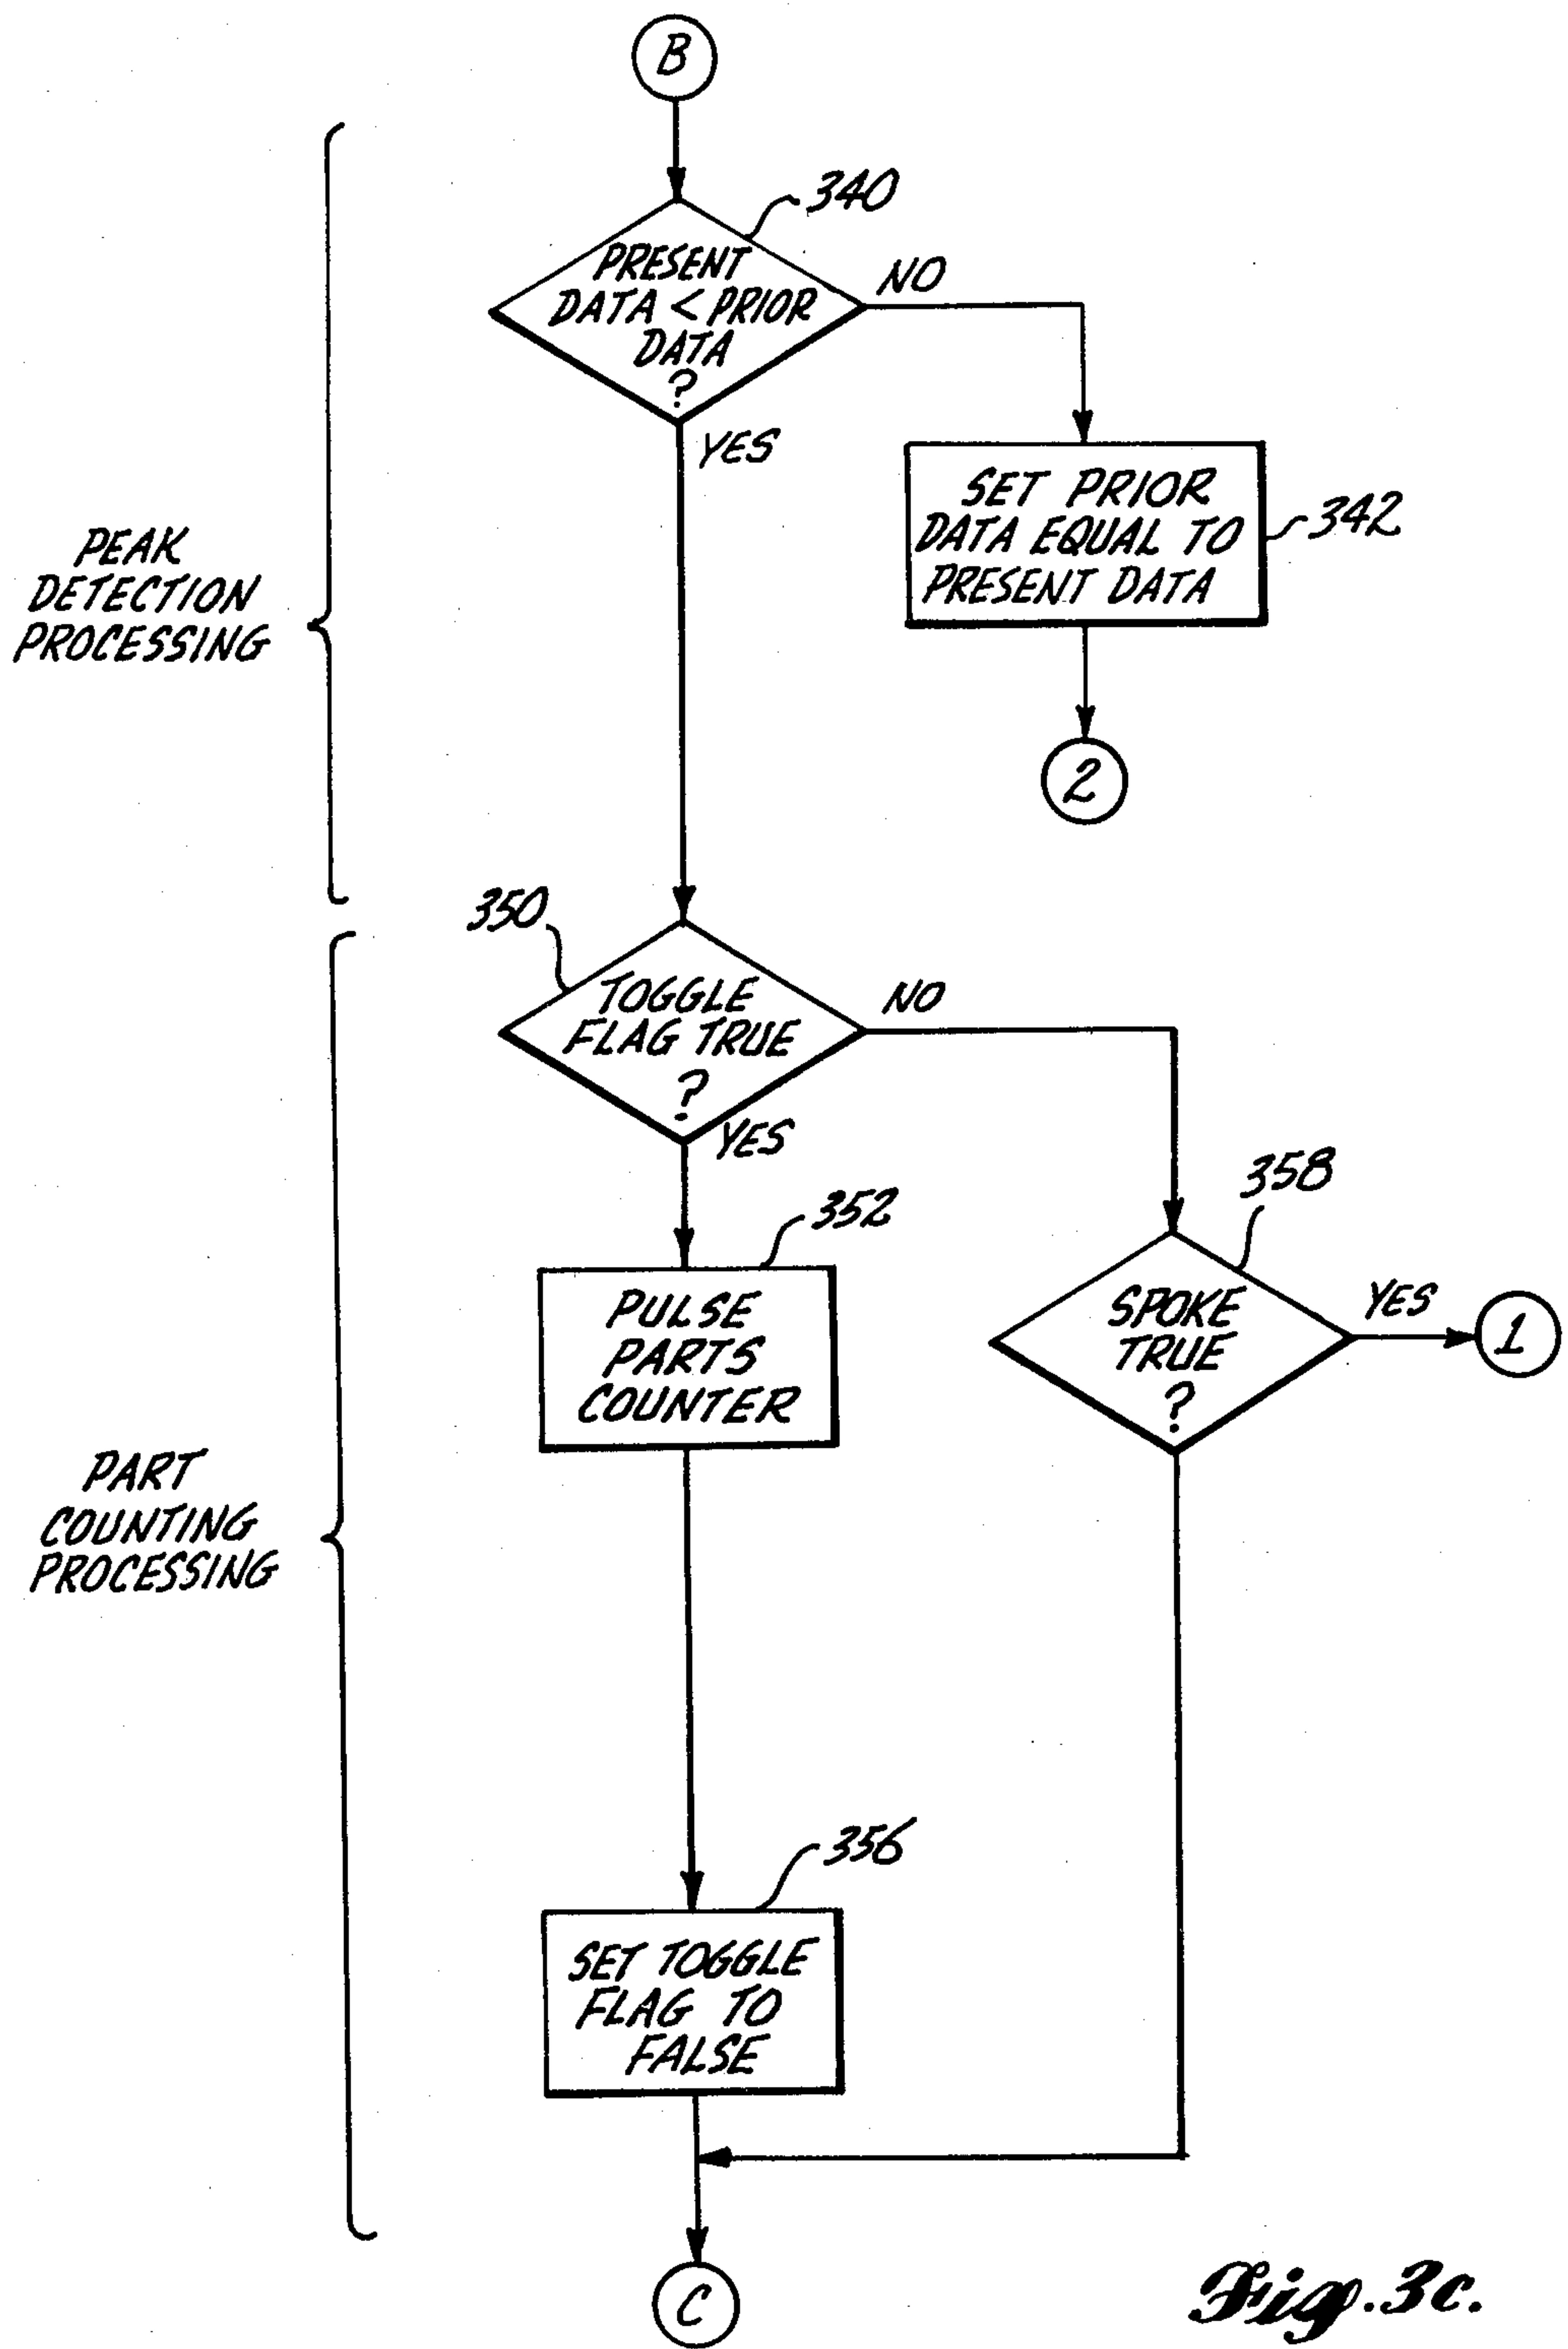 B
340
PRESENT
DATA < PRIOR
DATA
?
NO
YES
SET PRIOR
DATA EQUAL TO
PRESENT DATA
342
2
PEAK
DETECTION
PROCESSING
350
TOGGLE
FLAG TRUE
?
NO
YES
352
PULSE
PARTS
COUNTER
358
SPOKE
TRUE
?
YES
1
PART
COUNTING
PROCESSING
356
SET TOGGLE
FLAG TO
FALSE
C
Fig. 3c.